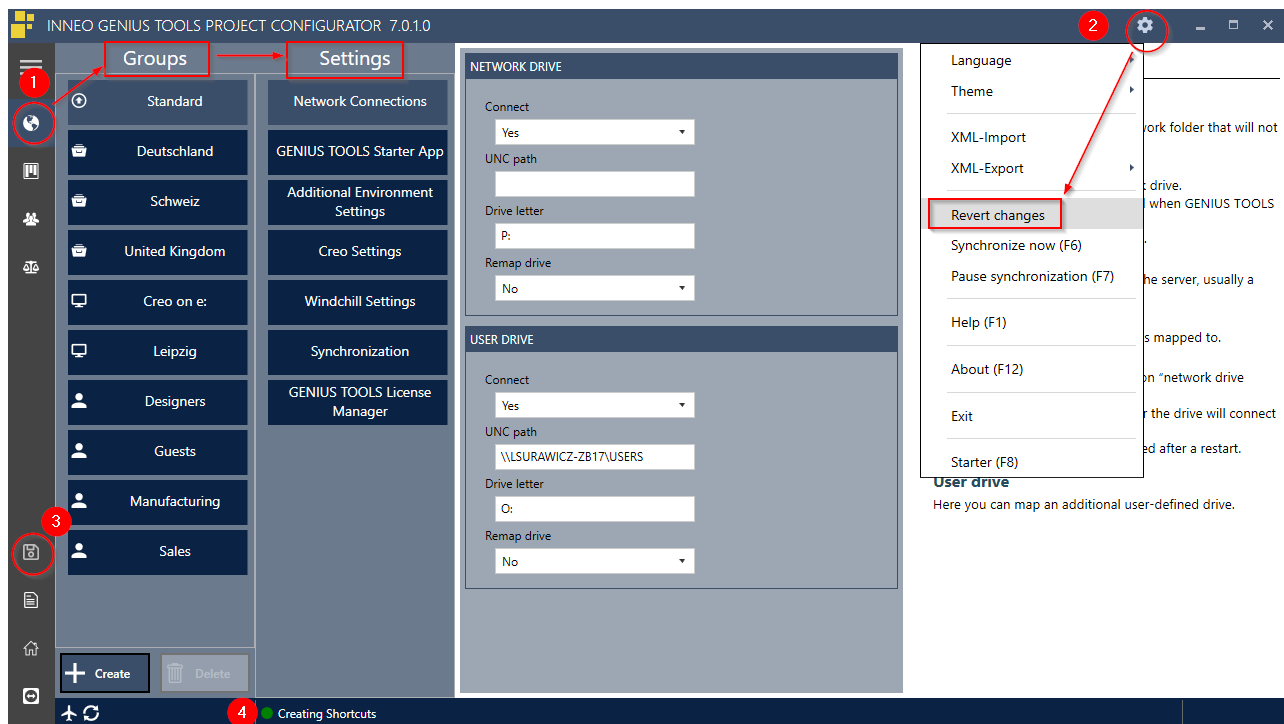 INNEO GENIUS TOOLS PROJECT CONFIGURATOR 7.0.1.0
2
1
Groups
Settings
Standard
Deutschland
Schweiz
United Kingdom
Creo on e:
Leipzig
Designers
Guests
Manufacturing
Sales
3
Create
Delete
Network Connections
GENIUS TOOLS Starter App
Additional Environment
Settings
Creo Settings
Windchill Settings
Synchronization
GENIUS TOOLS License
Manager
NETWORK DRIVE
Connect
Yes
UNC path
Drive letter
P:
Remap drive
No
USER DRIVE
Connect
Yes
UNC path
\\LSURAWICZ-ZB17\USERS
Drive letter
O:
Remap drive
No
Language
Theme
XML-Import
XML-Export
Revert changes
Synchronize now (F6)
Pause synchronization (F7)
Help (F1)
About (F12)
Exit
Starter (F8)
folder that will not
drive.
when GENIUS TOOLS
the server, usually a
is mapped to.
on "network drive
r the drive will connect
ed after a restart.
User drive
Here you can map an additional user-defined drive.
4
Creating Shortcuts